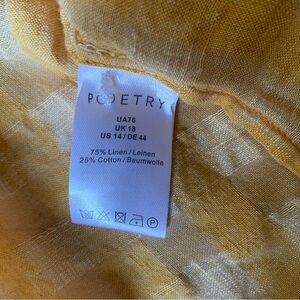 POETRY
UA76
UK 18
US 14 / DE 44
75% Linen / Leinen
25% Cotton / Baumwolle
P